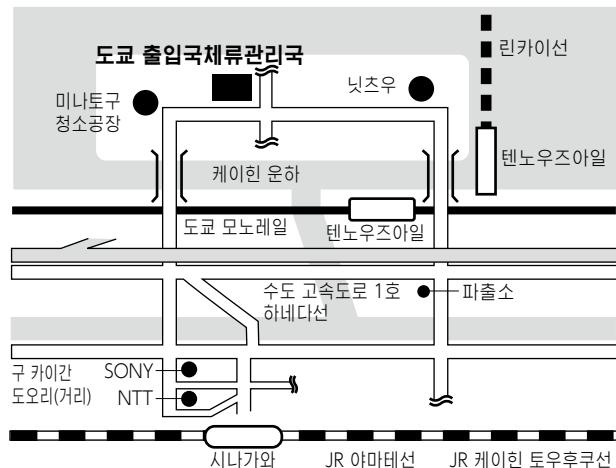 도쿄 출입국체류관리국
린카이선
미나토구
청소공장
닛츠우
텐노우즈아일
케이힌 운하
도쿄 모노레일
텐노우즈아일
수도 고속도로 1호
하네다선
파출소
구 카이간
도오리(거리)
SONY
NTT
시나가와
JR 야마테선
JR 케이힌 토우후쿠선